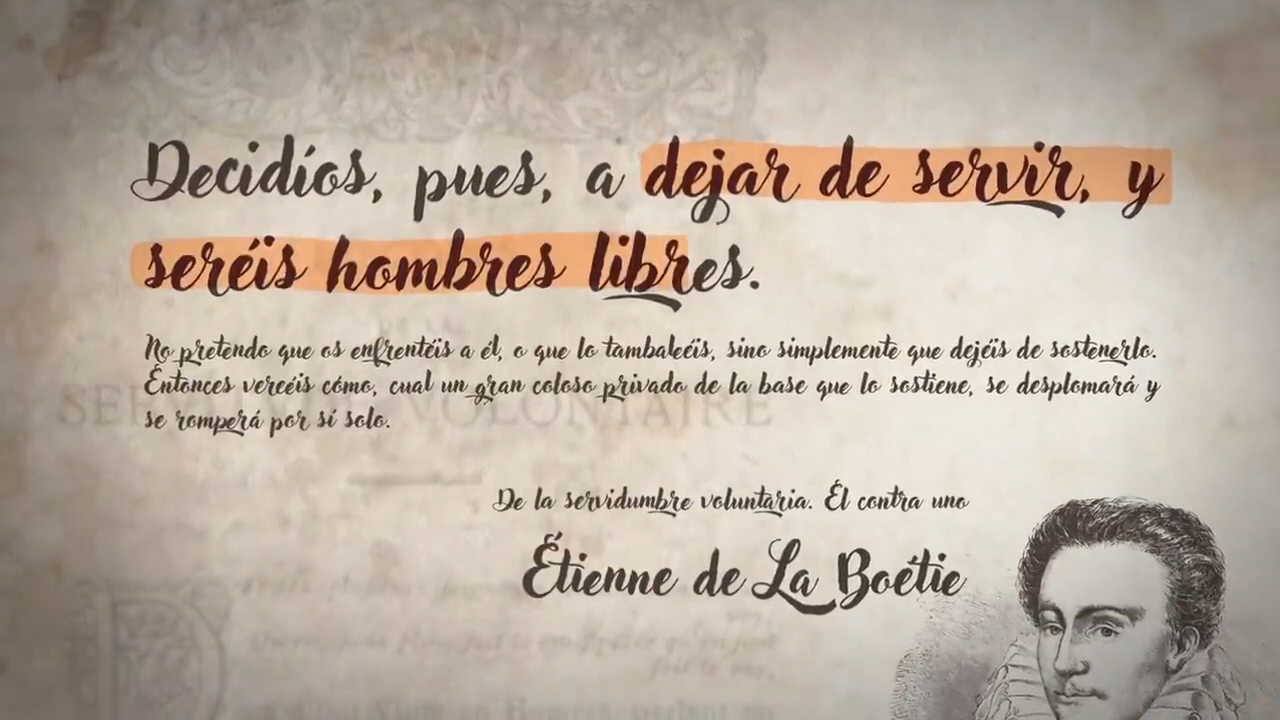 Decidíos, pues, a dejar de servir, y
seréis hombres libres.
No pretendo que os enfrentéis a él, o que lo tambaleéis, sino simplemente que dejéis de sostenerlo.
Entonces veréis cómo, cual un gran coloso privado de la base que lo sostiene, se desplomará y
se romperá por sí solo.
SER VOLONTAIRE
De la servidumbre voluntaria. Él contra uno
Étienne de La Boétie